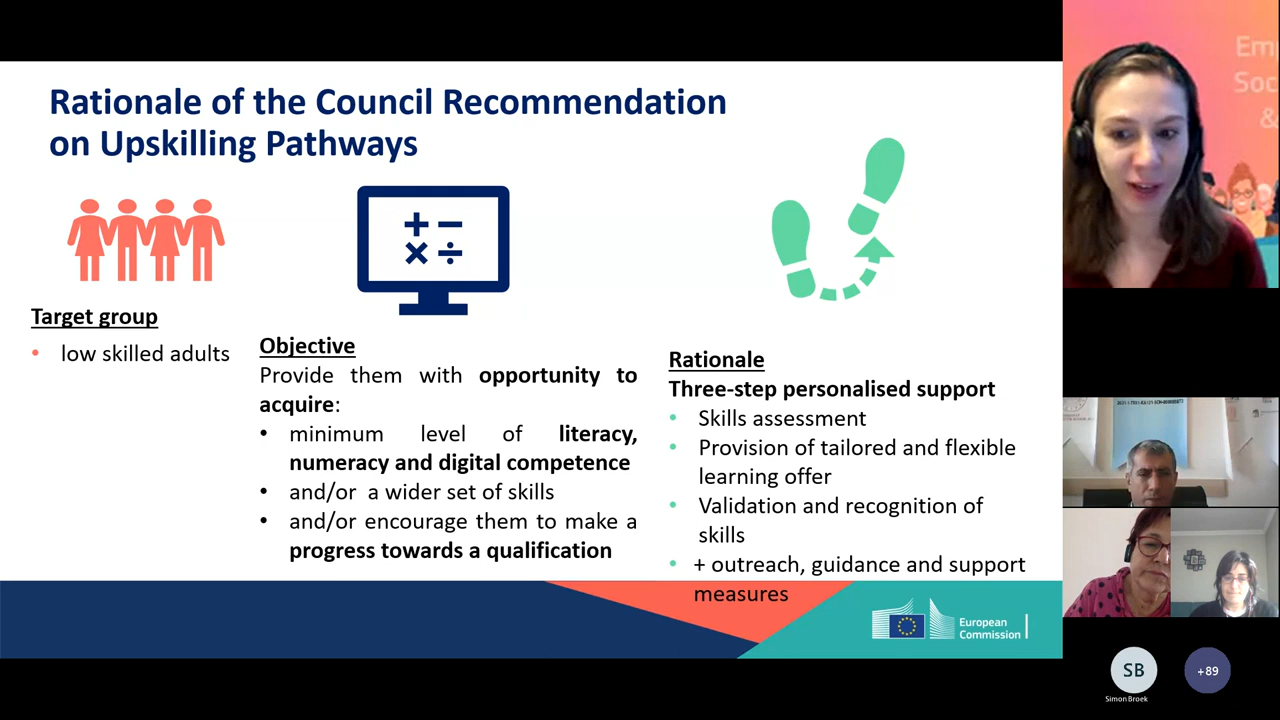 Rationale of the Council Recommendation
on Upskilling Pathways
Target group
• low skilled adults
Objective
Provide them with opportunity to
acquire:
• minimum level of literacy,
numeracy and digital competence
• and/or a wider set of skills
• and/or encourage them to make a
progress towards a qualification
Rationale
Three-step personalised support
• Skills assessment
• Provision of tailored and flexible
learning offer
• Validation and recognition of
skills
• + outreach, guidance and support
measures
European
Commission
Em
Soc
&
SB
Simon Broek
+89